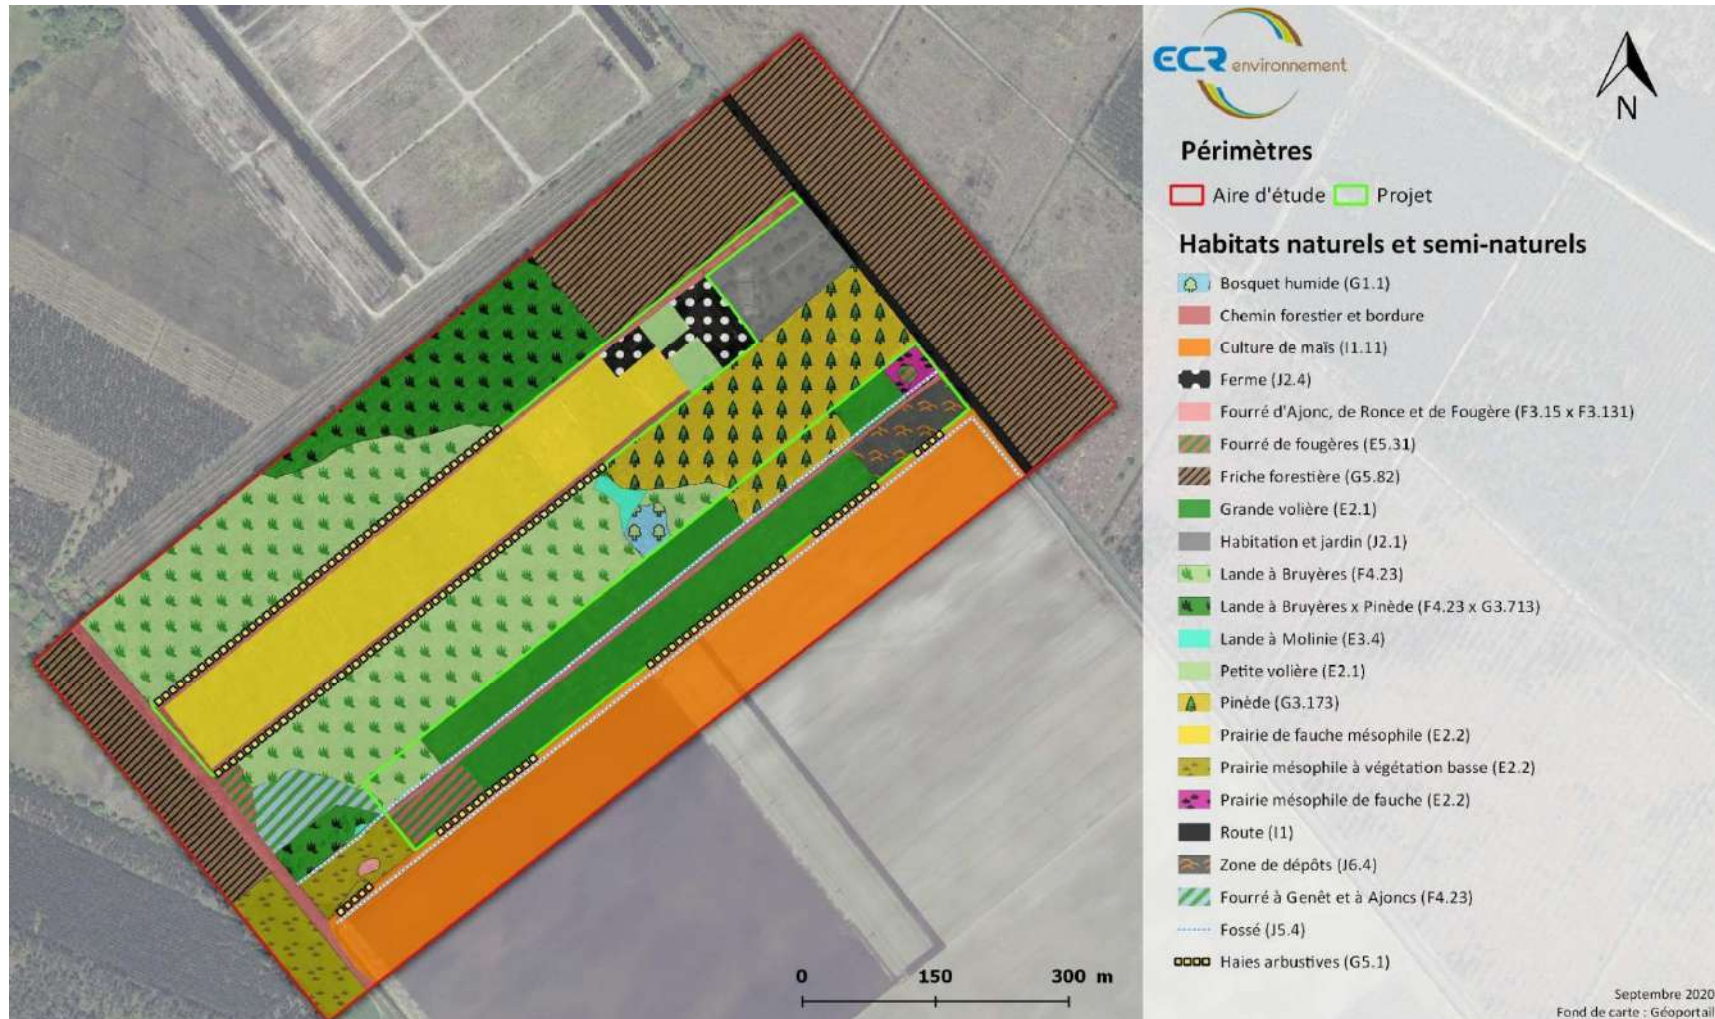 ECR environnement
N
Périmètres
Aire d'étude Projet
Habitats naturels et semi-naturels
Bosquet humide (G1.1)
Chemin forestier et bordure
Culture de maïs (I1.11)
Ferme (J2.4)
Fourré d'Ajonc, de Ronce et de Fougère (F3.15 x F3.131)
Fourré de fougères (E5.31)
Friche forestière (G5.82)
Grande volière (E2.1)
Habitation et jardin (J2.1)
Lande à Bruyères (F4.23)
Lande à Bruyères x Pinède (F4.23 x G3.713)
Lande à Molinie (E3.4)
Petite volière (E2.1)
Pinède (G3.173)
Prairie de fauche mésophile (E2.2)
Prairie mésophile à végétation basse (E2.2)
Prairie mésophile de fauche (E2.2)
Route (I1)
Zone de dépôts (J6.4)
Fourré à Genêt et à Ajoncs (F4.23)
Fossé (J5.4)
Haies arbustives (G5.1)
0 150 300 m
Septembre 2020
Fond de carte : Géoportail